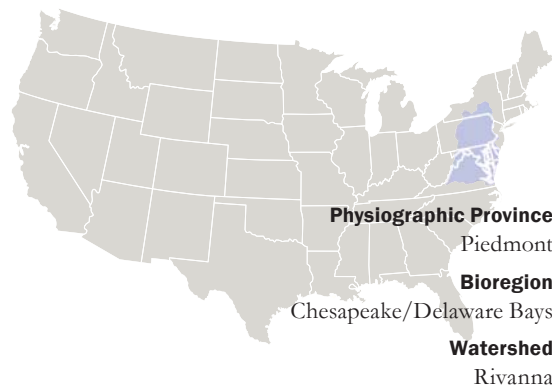 Physiographic Province
Piedmont
Bioregion
Chesapeake/Delaware Bays
Watershed
Rivanna